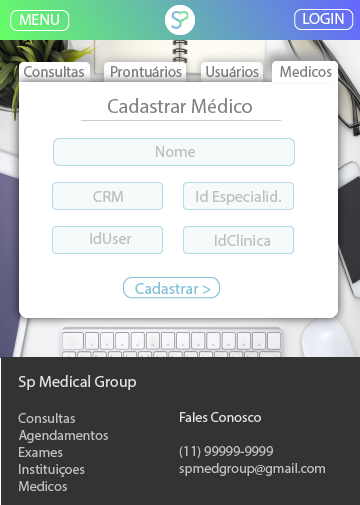 MENU
SP
LOGIN
Consultas
Prontuários
Usuários
Medicos
Cadastrar Médico
Nome
CRM
Id Especialid.
IdUser
IdClinica
Cadastrar >
Sp Medical Group
Consultas
Agendamentos
Exames
Instituiçoes
Medicos
Fales Conosco
(11) 99999-9999
spmedgroup@gmail.com